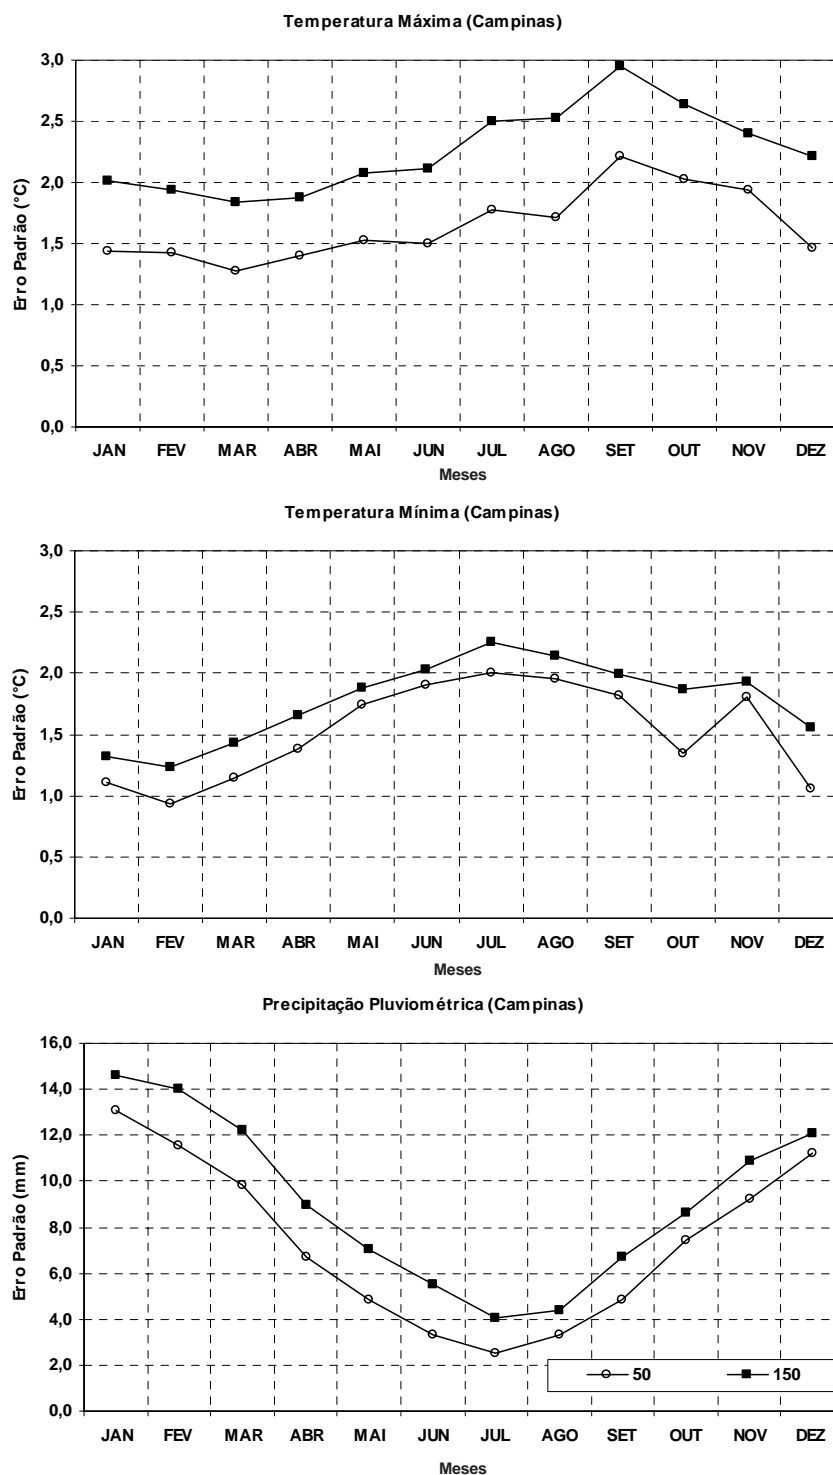 Temperatura Máxima (Campinas)
3,0
2,5
2,0
1,5
1,0
0,5
0,0
Erro Padrão (°C)
JAN FEV MAR ABR MAI JUN JUL AGO SET OUT NOV DEZ
Meses
Temperatura Mínima (Campinas)
3,0
2,5
2,0
1,5
1,0
0,5
0,0
Erro Padrão (°C)
JAN FEV MAR ABR MAI JUN JUL AGO SET OUT NOV DEZ
Meses
Precipitação Pluviométrica (Campinas)
16,0
14,0
12,0
10,0
8,0
6,0
4,0
2,0
0,0
Erro Padrão (mm)
50 150
JAN FEV MAR ABR MAI JUN JUL AGO SET OUT NOV DEZ
Meses